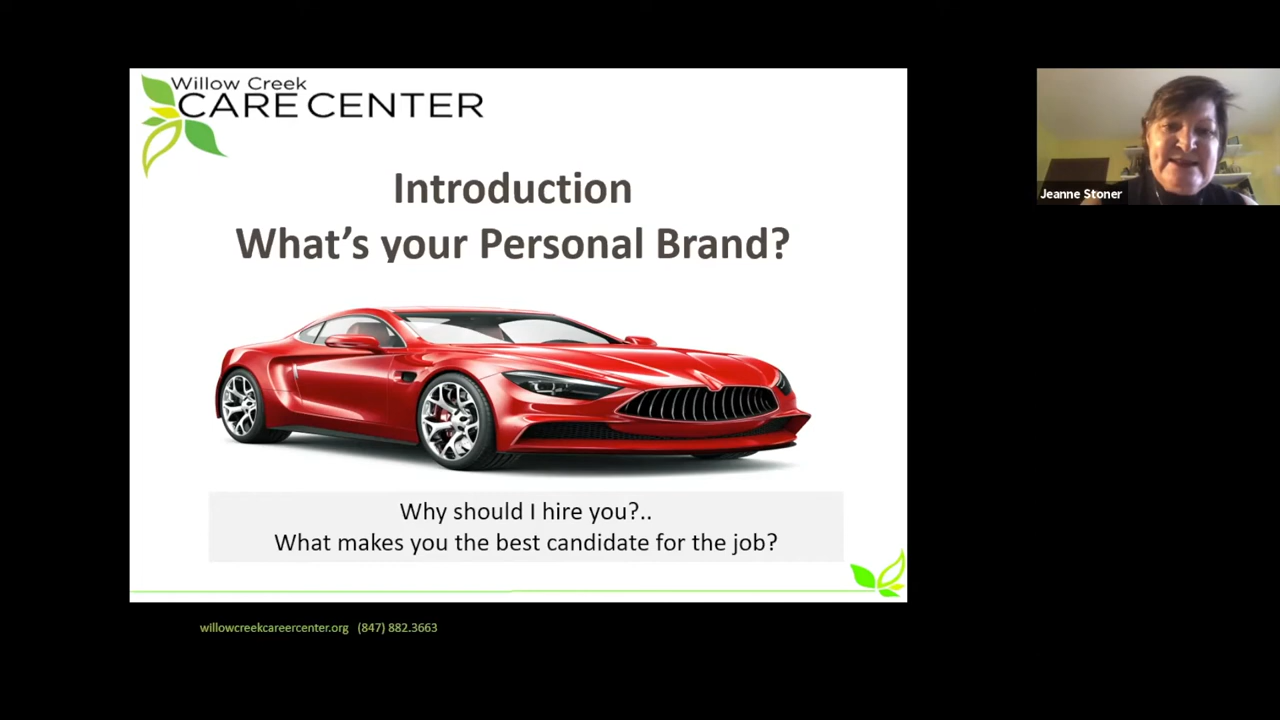 Willow Creek
CARE CENTER
Introduction
What's your Personal Brand?
Why should I hire you?..
What makes you the best candidate for the job?
willowcreekcareercenter.org (847) 882.3663
Jeanne Stoner